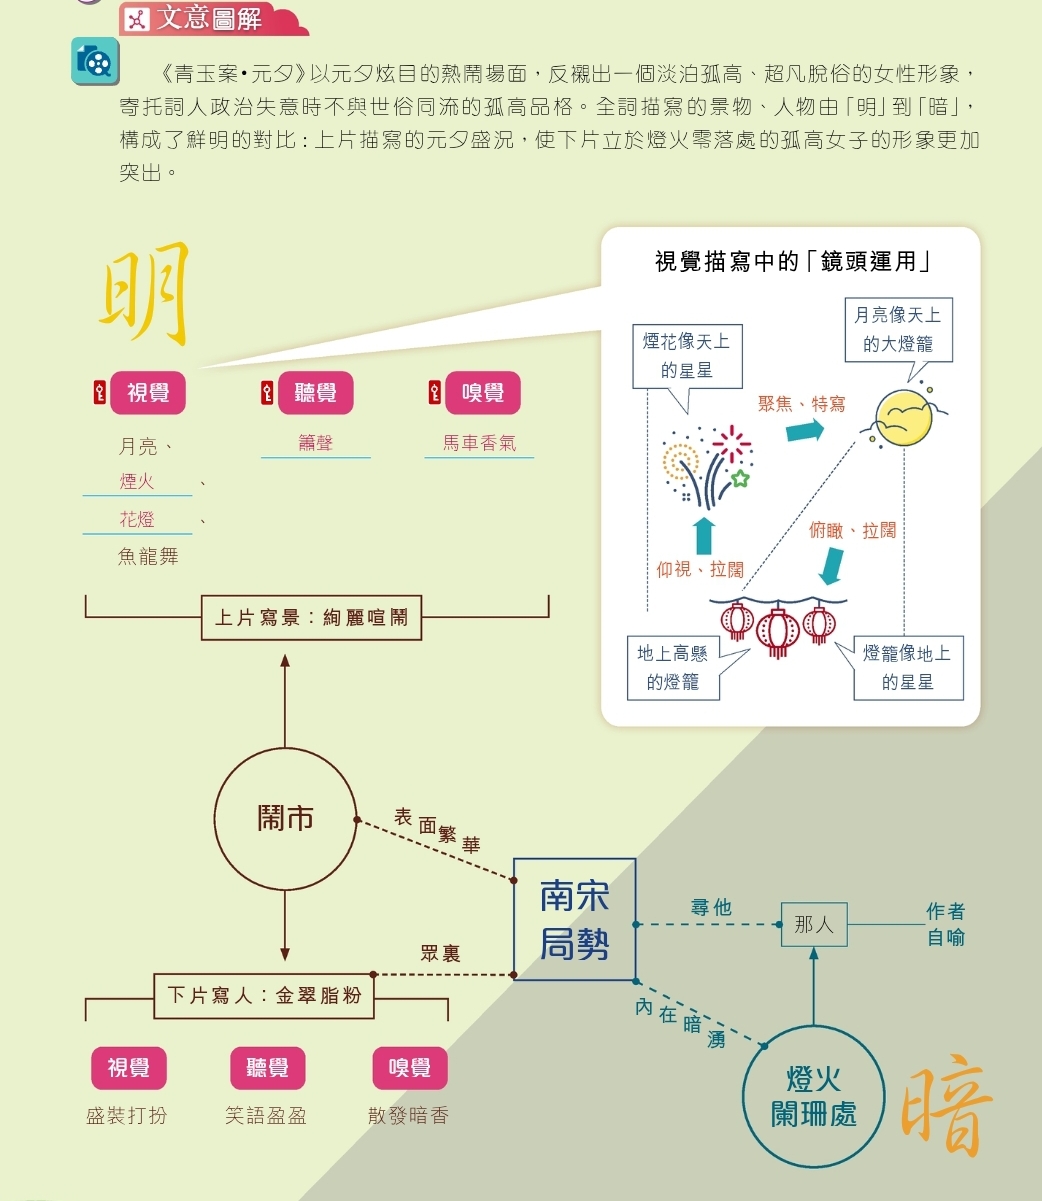 文意圖解
《青玉案•元夕》以元夕炫目的熱鬧場面，反襯出一個淡泊孤高、超凡脫俗的女性形象，
寄托詞人政治失意時不與世俗同流的孤高品格。全詞描寫的景物、人物由「明」到「暗」，
構成了鮮明的對比：上片描寫的元夕盛況，使下片立於燈火零落處的孤高女子的形象更加
突出。
明
視覺
聽覺
嗅覺
月亮、
煙火、
花燈、
魚龍舞
簫聲
馬車香氣
視覺描寫中的「鏡頭運用」
煙花像天上
的星星
月亮像天上
的大燈籠
聚焦、特寫
仰視、拉闊
俯瞰、拉闊
地上高懸
的燈籠
燈籠像地上
的星星
上片寫景：絢麗喧鬧
鬧市
表面繁華
南宋
局勢
眾裏
尋他
那人
作者
自喻
內在暗湧
下片寫人：金翠脂粉
視覺
聽覺
嗅覺
盛裝打扮
笑語盈盈
散發暗香
燈火
闌珊處
暗